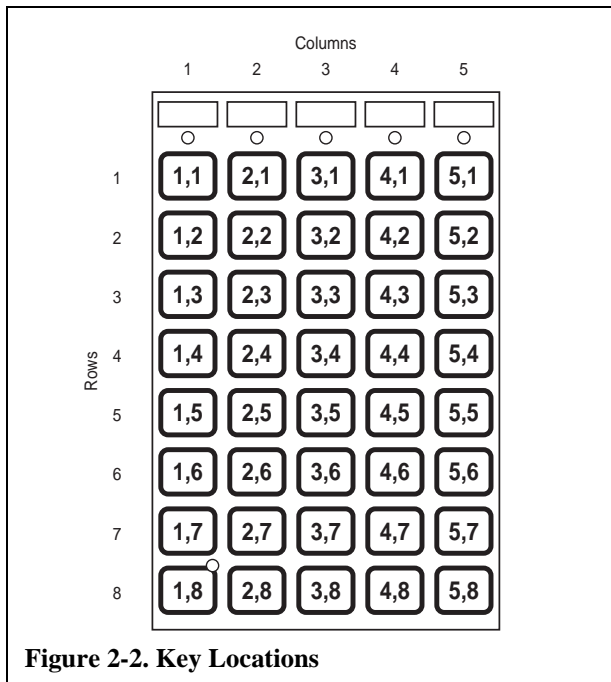 Columns
1 2 3 4 5
1 1,1 2,1 3,1 4,1 5,1
2 1,2 2,2 3,2 4,2 5,2
3 1,3 2,3 3,3 4,3 5,3
Rows
4 1,4 2,4 3,4 4,4 5,4
5 1,5 2,5 3,5 4,5 5,5
6 1,6 2,6 3,6 4,6 5,6
7 1,7 2,7 3,7 4,7 5,7
8 1,8 2,8 3,8 4,8 5,8
Figure 2-2. Key Locations